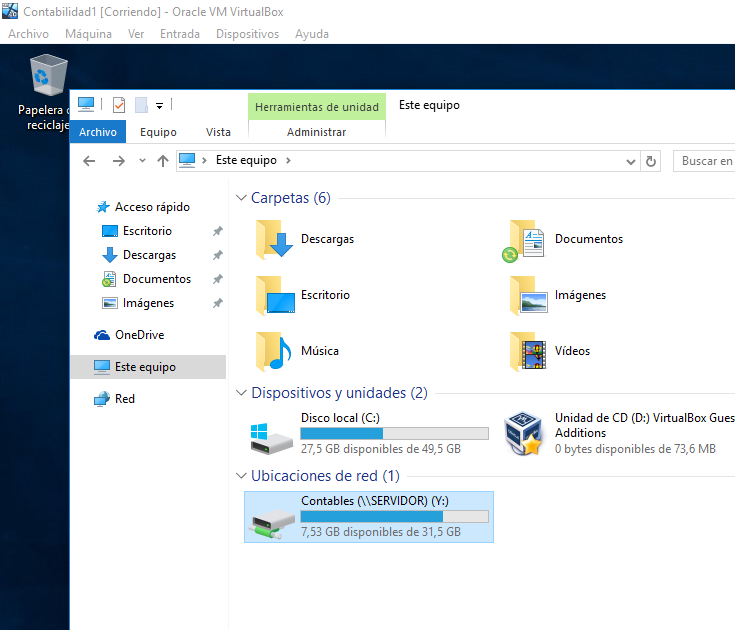 Contabilidad1 [Corriendo] - Oracle VM VirtualBox
Archivo Máquina Ver Entrada Dispositivos Ayuda
Papelera
reciclaje
Herramientas de unidad Este equipo
Archivo Equipo Vista Administrar
Este equipo Buscar en
Acceso rápido
Escritorio
Descargas
Documentos
Imágenes
OneDrive
Este equipo
Red
Carpetas (6)
Descargas
Documentos
Escritorio
Imágenes
Música
Vídeos
Dispositivos y unidades (2)
Disco local (C:)
27,5 GB disponibles de 49,5 GB
Unidad de CD (D:) VirtualBox Gues
Additions
0 bytes disponibles de 73,6 MB
Ubicaciones de red (1)
Contables (\\SERVIDOR) (Y:)
7,53 GB disponibles de 31,5 GB